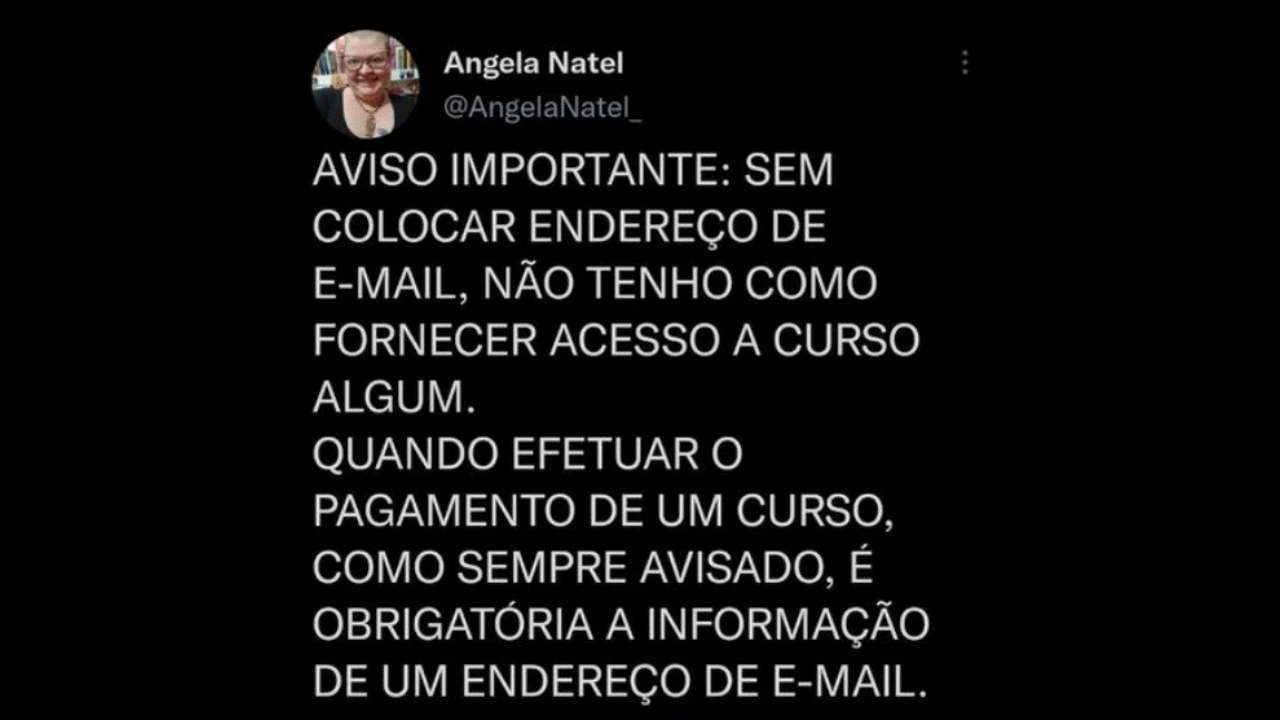 Angela Natel
@AngelaNatel_
AVISO IMPORTANTE: SEM
COLOCAR ENDEREÇO DE
E-MAIL, NÃO TENHO COMO
FORNECER ACESSO A CURSO
ALGUM.
QUANDO EFETUAR O
PAGAMENTO DE UM CURSO,
COMO SEMPRE AVISADO, É
OBRIGATÓRIA A INFORMAÇÃO
DE UM ENDEREÇO DE E-MAIL.